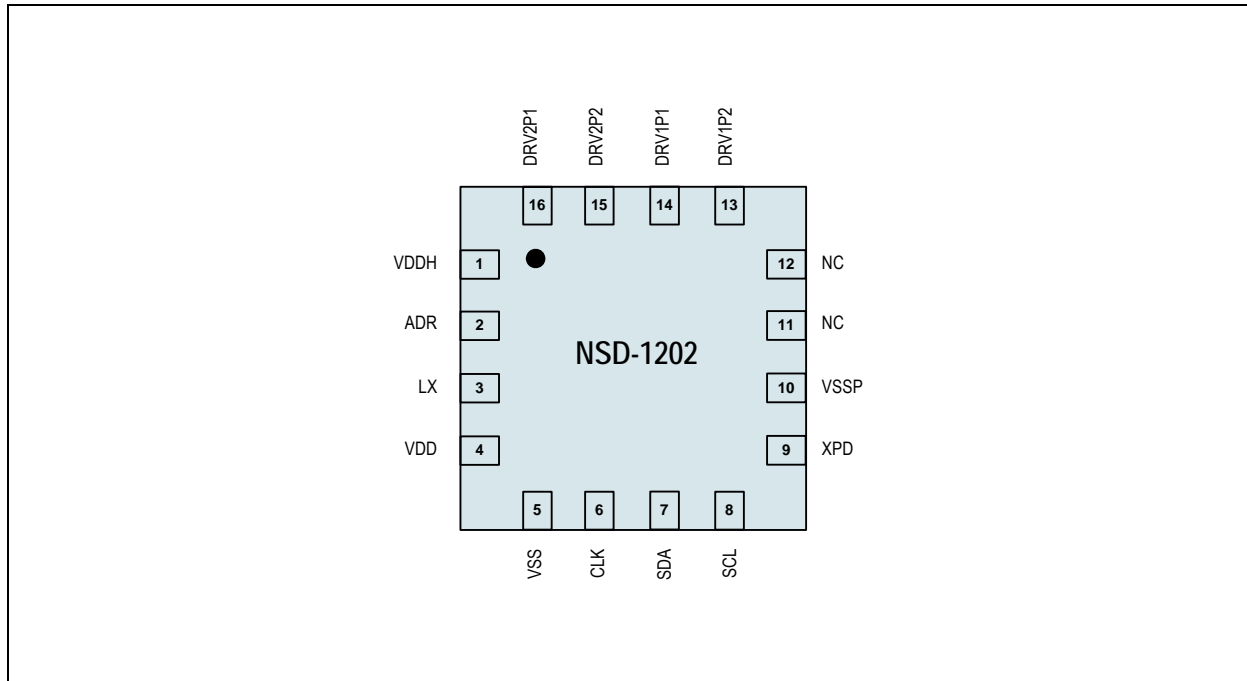 DRV2P1 DRV2P2 DRV1P1 DRV1P2
16 15 14 13
VDDH 1 12 NC
ADR 2 11 NC
NSD-1202
LX 3 10 VSSP
VDD 4 9 XPD
5 6 7 8
VSS CLK SDA SCL